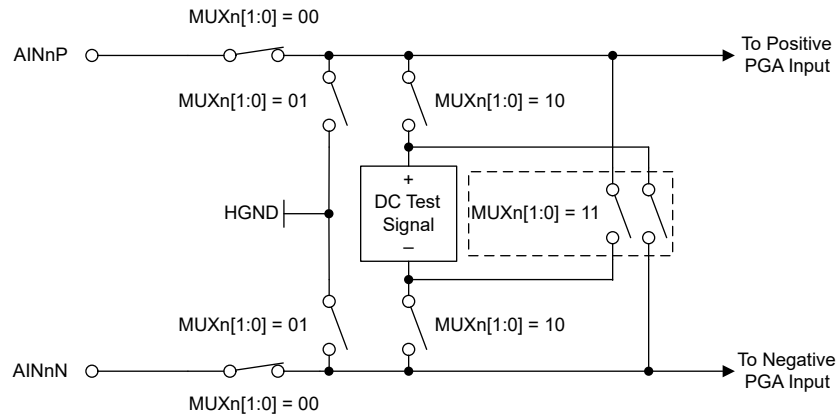 MUXn[1:0] = 00
AINnP
To Positive
PGA Input
MUXn[1:0] = 01
MUXn[1:0] = 10
+
DC Test
Signal
–
HGND
MUXn[1:0] = 11
MUXn[1:0] = 01
MUXn[1:0] = 10
AINnN
To Negative
PGA Input
MUXn[1:0] = 00